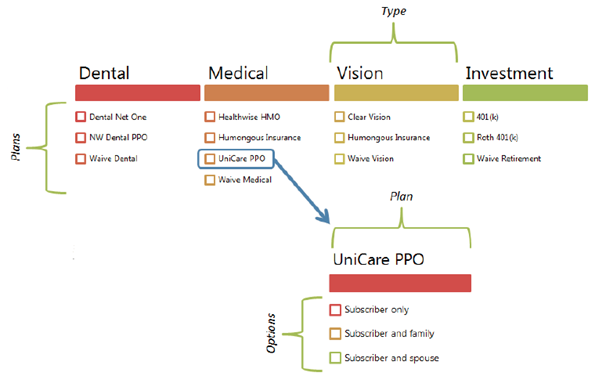 Type
Dental
Medical
Vision
Investment
Plans
Dental Net One
NW Dental PPO
Waive Dental
Healthwise HMO
Humongous Insurance
UniCare PPO
Waive Medical
Clear Vision
Humongous Insurance
Waive Vision
401(k)
Roth 401(k)
Waive Retirement
Plan
UniCare PPO
Options
Subscriber only
Subscriber and family
Subscriber and spouse